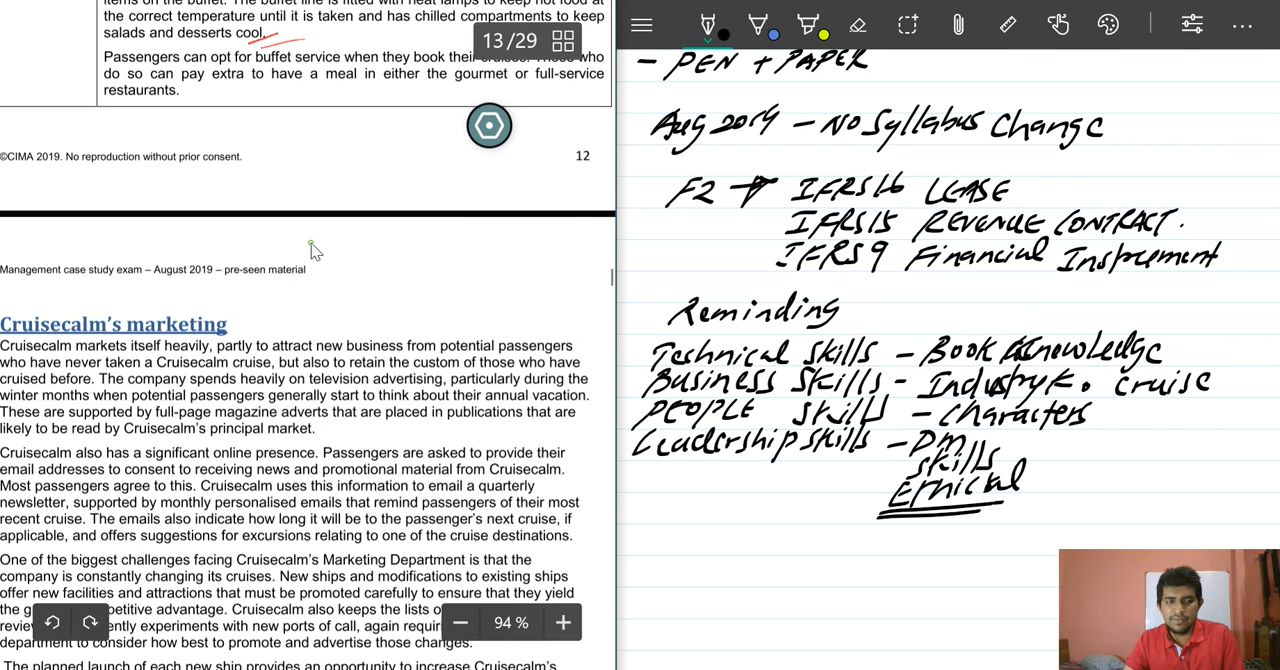 items on the buffet. The buffet line is fitted with heat lamps to keep hot food at
the correct temperature until it is taken and has chilled compartments to keep
salads and desserts cool.
Passengers can opt for buffet service when they book their who
do so can pay extra to have a meal in either the gourmet or full-service
restaurants.
13 / 29
©CIMA 2019. No reproduction without prior consent.
12
Management case study exam – August 2019 – pre-seen material
Cruisecalm's marketing
Cruisecalm markets itself heavily, partly to attract new business from potential passengers
who have never taken a Cruisecalm cruise, but also to retain the custom of those who have
cruised before. The company spends heavily on television advertising, particularly during the
winter months when potential passengers generally start to think about their annual vacation.
These are supported by full-page magazine adverts that are placed in publications that are
likely to be read by Cruisecalm's principal market.
Cruisecalm also has a significant online presence. Passengers are asked to provide their
email addresses to consent to receiving news and promotional material from Cruisecalm.
Most passengers agree to this. Cruisecalm uses this information to email a quarterly
newsletter, supported by monthly personalised emails that remind passengers of their most
recent cruise. The emails also indicate how long it will be to the passenger's next cruise, if
applicable, and offers suggestions for excursions relating to one of the cruise destinations.
One of the biggest challenges facing Cruisecalm's Marketing Department is that the
company is constantly changing its cruises. New ships and modifications to existing ships
offer new facilities and attractions that must be promoted carefully to ensure that they yield
the competitive advantage. Cruisecalm also keeps the lists
experiments with new ports of call, again
department to consider how best to promote and advertise those changes.
The planned launch of each new ship provides an opportunity to increase Cruisecalm's
94 %
- PEN + PAPER
Aug 2019 - No Syllabus Change
F2 → IFRS16 LEASE
IFRS15 REVENUE CONTRACT.
IFRS 9 Financial Instrument
Reminding
Technical skills - Book Knowledge
Business skills - Industry K. Cruise
PEOPLE skills - Characters
Leadership skills - DM
skills
Ethical